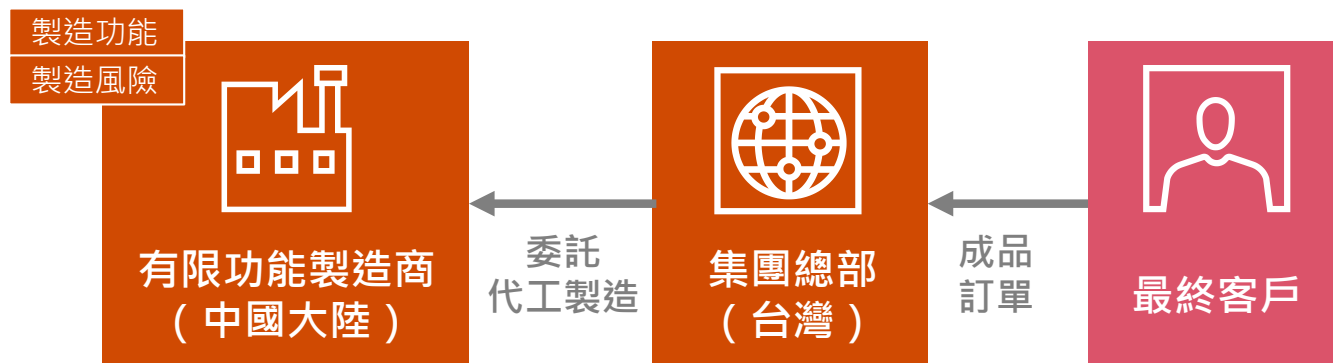 製造功能
製造風險
有限功能製造商
（中國大陸）
委託
代工製造
集團總部
（台灣）
成品
訂單
最終客戶